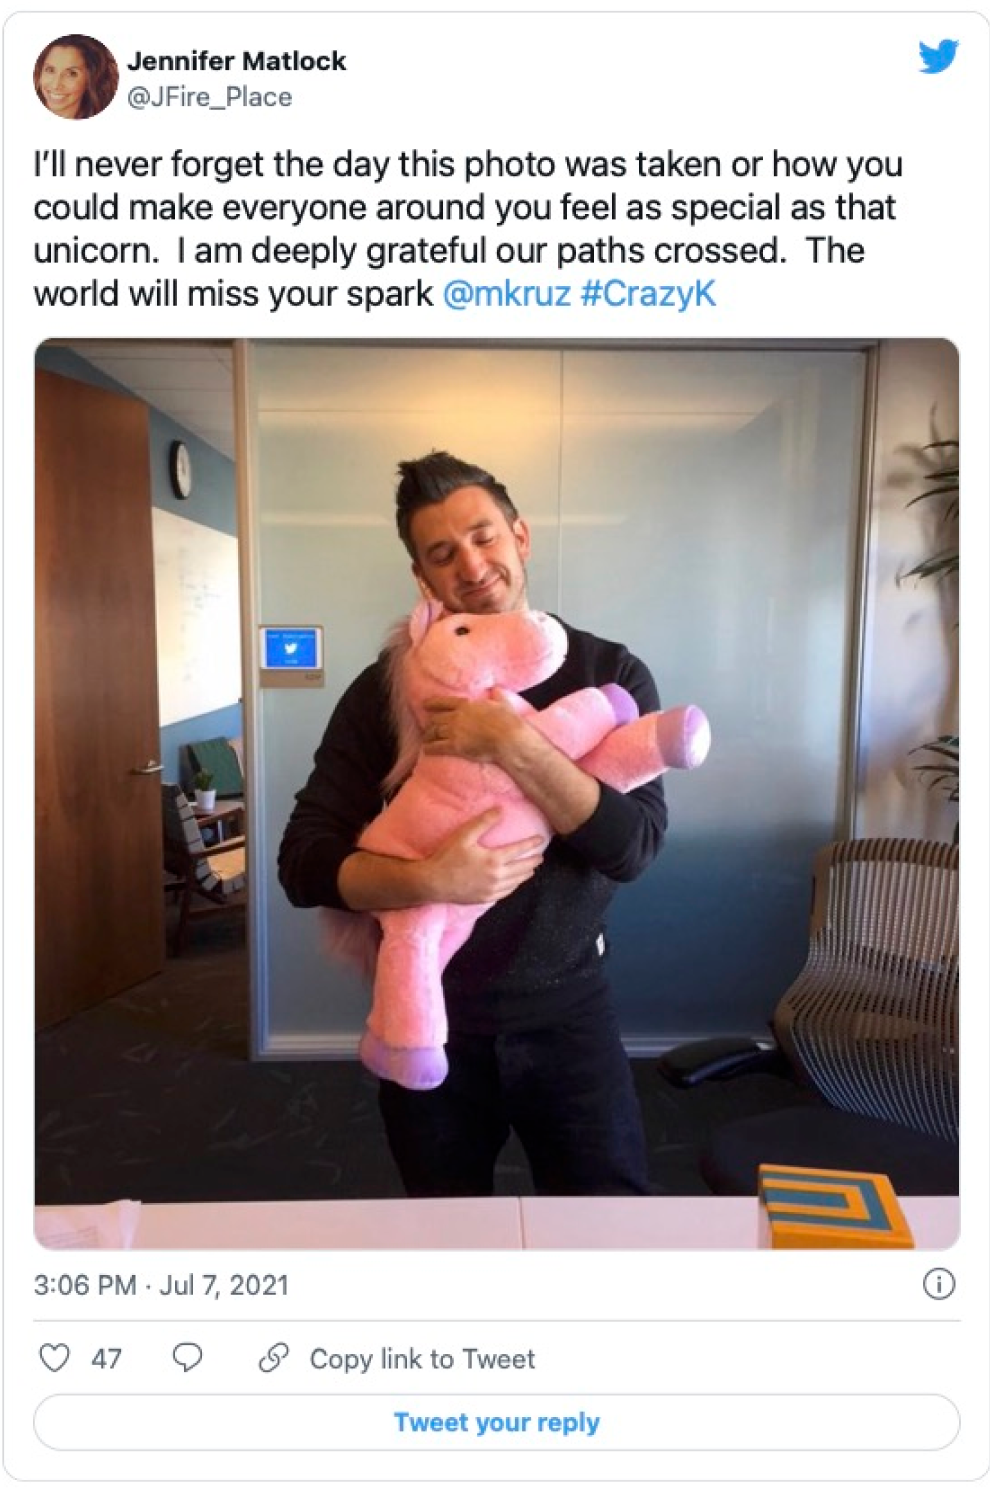 Jennifer Matlock
@JFire_Place
I’ll never forget the day this photo was taken or how you
could make everyone around you feel as special as that
unicorn.  I am deeply grateful our paths crossed.  The
world will miss your spark @mkruz #CrazyK
3:06 PM · Jul 7, 2021
47
Copy link to Tweet
Tweet your reply